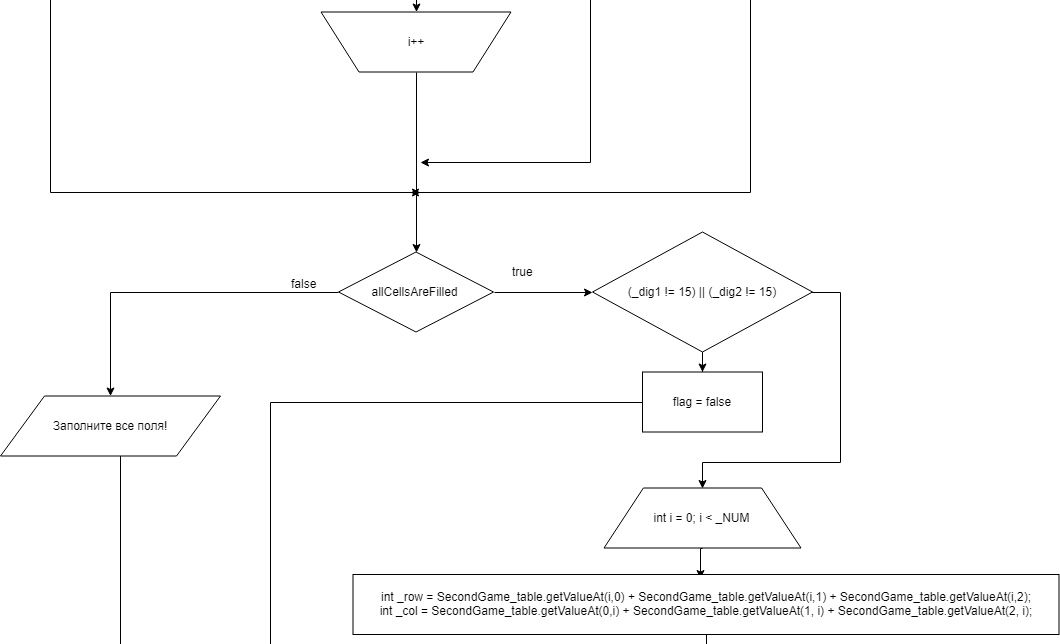 i++
true
false
allCellsAreFilled
(_dig1 != 15) || (_dig2 != 15)
flag = false
Заполните все поля!
int i = 0; i < _NUM
int _row = SecondGame_table.getValueAt(i,0) + SecondGame_table.getValueAt(i,1) + SecondGame_table.getValueAt(i,2);
int _col = SecondGame_table.getValueAt(0,i) + SecondGame_table.getValueAt(1, i) + SecondGame_table.getValueAt(2, i);